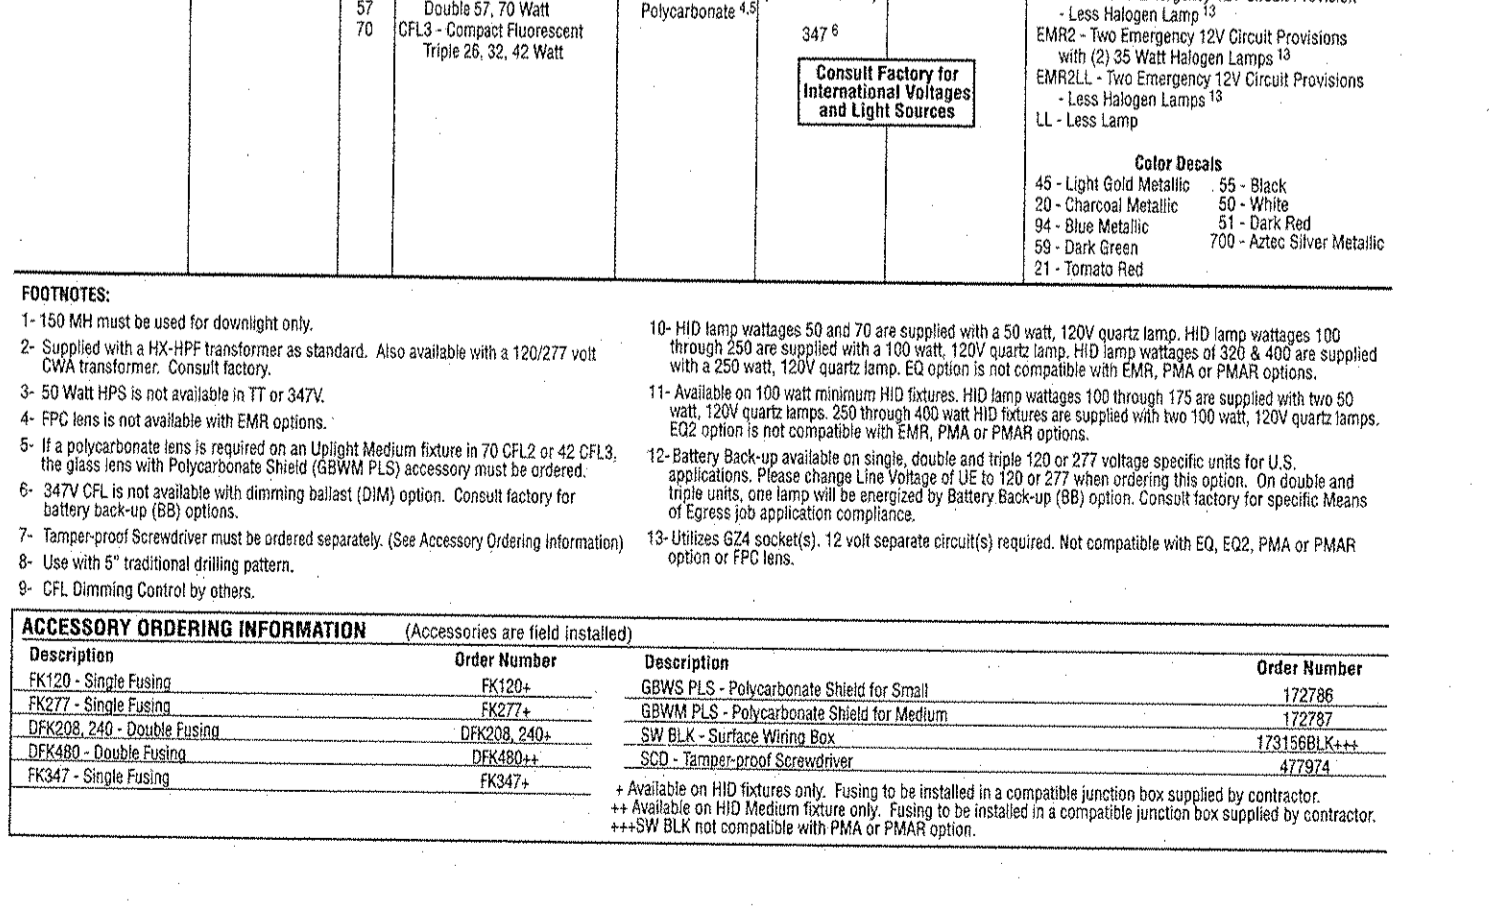 57 Double 57, 70 Watt
70 CFL3 - Compact Fluorescent
Triple 26, 32, 42 Watt
Polycarbonate 4,5
347 6
Consult Factory for
International Voltages
and Light Sources
- Less Halogen Lamp 13
EMR2 - Two Emergency 12V Circuit Provisions
with (2) 35 Watt Halogen Lamps 13
EMR2LL - Two Emergency 12V Circuit Provisions
- Less Halogen Lamps 13
LL - Less Lamp
Color Decals
45 - Light Gold Metallic 55 - Black
20 - Charcoal Metallic 50 - White
94 - Blue Metallic 51 - Dark Red
59 - Dark Green 700 - Aztec Silver Metallic
21 - Tomato Red
FOOTNOTES:
1- 150 MH must be used for downlight only.
2- Supplied with a HX-HPF transformer as standard. Also available with a 120/277 volt
CWA transformer. Consult factory.
3- 50 Watt HPS is not available in TT or 347V.
4- FPC lens is not available with EMR options.
5- If a polycarbonate lens is required on an Uplight Medium fixture in 70 CFL2 or 42 CFL3,
the glass lens with Polycarbonate Shield (GBWM PLS) accessory must be ordered.
6- 347V CFL is not available with dimming ballast (DIM) option. Consult factory for
battery back-up (BB) options.
7- Tamper-proof Screwdriver must be ordered separately. (See Accessory Ordering Information)
8- Use with 5" traditional drilling pattern.
9- CFL Dimming Control by others.
10- HID lamp wattages 50 and 70 are supplied with a 50 watt, 120V quartz lamp. HID lamp wattages 100
through 250 are supplied with a 100 watt, 120V quartz lamp. HID lamp wattages of 320 & 400 are supplied
with a 250 watt, 120V quartz lamp. EQ option is not compatible with EMR, PMA or PMAR options.
11- Available on 100 watt minimum HID fixtures. HID lamp wattages 100 through 175 are supplied with two 50
watt, 120V quartz lamps. 250 through 400 watt HID fixtures are supplied with two 100 watt, 120V quartz lamps.
EQ2 option is not compatible with EMR, PMA or PMAR options.
12- Battery Back-up available on single, double and triple 120 or 277 voltage specific units for U.S.
applications. Please change Line Voltage of UE to 120 or 277 when ordering this option. On double and
triple units, one lamp will be energized by Battery Back-up (BB) option. Consult factory for specific Means
of Egress job application compliance.
13- Utilizes GZ4 socket(s). 12 volt separate circuit(s) required. Not compatible with EQ, EQ2, PMA or PMAR
option or FPC lens.
ACCESSORY ORDERING INFORMATION (Accessories are field installed)
Description Order Number
FK120 - Single Fusing FK120+
FK277 - Single Fusing FK277+
DFK208, 240 - Double Fusing DFK208, 240+
DFK480 - Double Fusing DFK480++
FK347 - Single Fusing FK347+
Description Order Number
GBWS PLS - Polycarbonate Shield for Small 172786
GBWM PLS - Polycarbonate Shield for Medium 172787
SW BLK - Surface Wiring Box 173156BLK+++
SCD - Tamper-proof Screwdriver 477974
+ Available on HID fixtures only. Fusing to be installed in a compatible junction box supplied by contractor.
++ Available on HID Medium fixture only. Fusing to be installed in a compatible junction box supplied by contractor.
+++SW BLK not compatible with PMA or PMAR option.